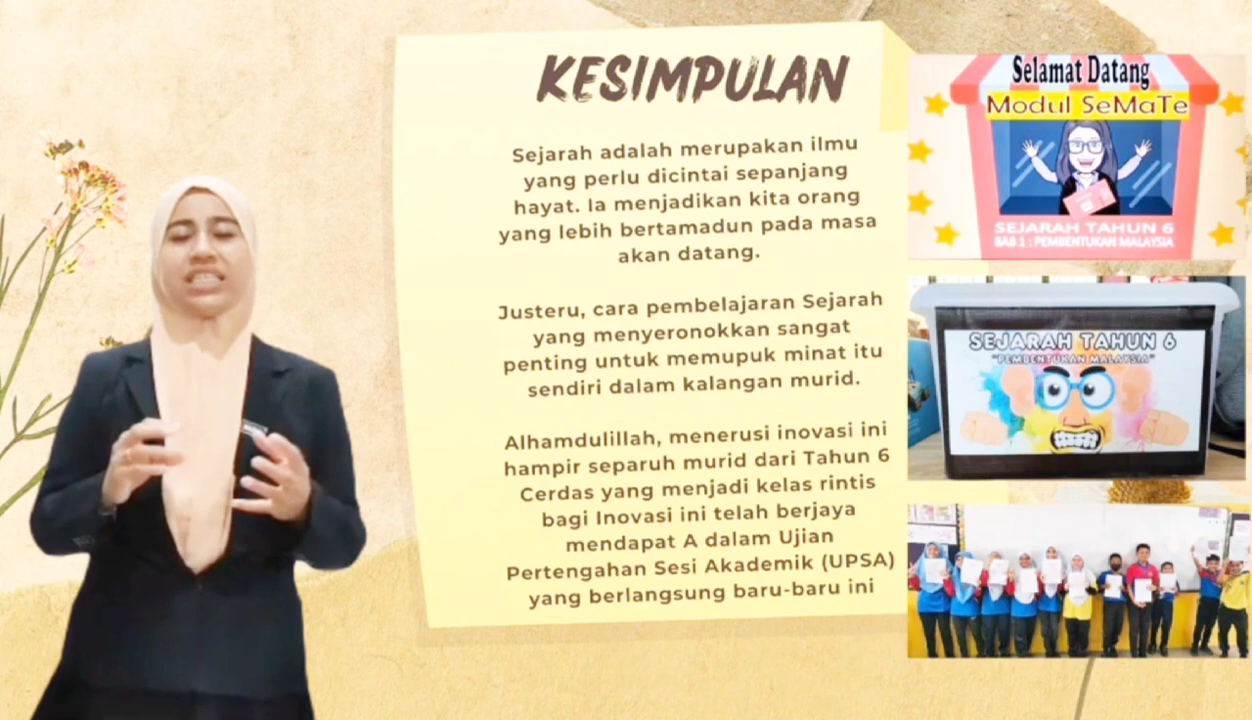 KESIMPULAN
Sejarah adalah merupakan ilmu
yang perlu dicintai sepanjang
hayat. Ia menjadikan kita orang
yang lebih bertamadun pada masa
akan datang.
Justeru, cara pembelajaran Sejarah
yang menyeronokkan sangat
penting untuk memupuk minat itu
sendiri dalam kalangan murid.
Alhamdulillah, menerusi inovasi ini
hampir separuh murid dari Tahun 6
Cerdas yang menjadi kelas rintis
bagi Inovasi ini telah berjaya
mendapat A dalam Ujian
Pertengahan Sesi Akademik (UPSA)
yang berlangsung baru-baru ini
Selamat Datang
Modul SeMaTe
SEJARAH TAHUN 6
BAB 1 : PEMBENTUKAN MALAYSIA
SEJARAH TAHUN 6
"PEMBENTUKAN MALAYSIA"